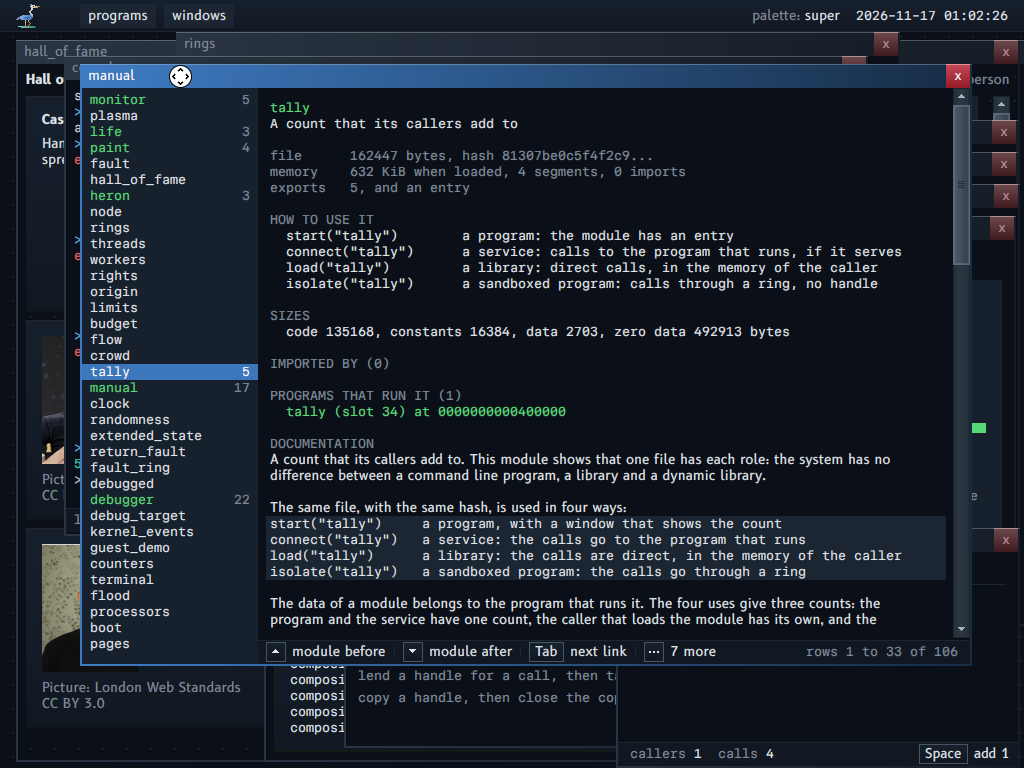 programs windows palette: super 2026-11-17 01:02:26
rings x
hall_of_fame x
manual x
Hall o
person
Cas
Har
spre
monitor 5
plasma
life 3
paint 4
fault
hall_of_fame
heron 3
node
rings
threads
workers
rights
origin
limits
budget
flow
crowd
tally 5
manual 17
clock
randomness
extended_state
return_fault
fault_ring
debugged
debugger 22
debug_target
kernel_events
guest_demo
counters
terminal
flood
processors
boot
pages
tally
A count that its callers add to
file 162447 bytes, hash 81307be0c5f4f2c9...
memory 632 KiB when loaded, 4 segments, 0 imports
exports 5, and an entry
HOW TO USE IT
start("tally") a program: the module has an entry
connect("tally") a service: calls to the program that runs, if it serves
load("tally") a library: direct calls, in the memory of the caller
isolate("tally") a sandboxed program: calls through a ring, no handle
SIZES
code 135168, constants 16384, data 2703, zero data 492913 bytes
IMPORTED BY (0)
PROGRAMS THAT RUN IT (1)
tally (slot 34) at 0000000000400000
DOCUMENTATION
A count that its callers add to. This module shows that one file has each role: the system has no
difference between a command line program, a library and a dynamic library.
The same file, with the same hash, is used in four ways:
start("tally") a program, with a window that shows the count
connect("tally") a service: the calls go to the program that runs
load("tally") a library: the calls are direct, in the memory of the caller
isolate("tally") a sandboxed program: the calls go through a ring
The data of a module belongs to the program that runs it. The four uses give three counts: the
program and the service have one count, the caller that loads the module has its own, and the
module before module after Tab next link 7 more rows 1 to 33 of 106
x
x
x
x
x
Pict
CC
Picture: London Web Standards
CC BY 3.0
composi
composi
composi
composi
composi
lend a handle for a call, then t
copy a handle, then close the co
callers 1 calls 4 Space add 1